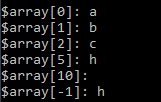 $array[0]: a
$array[1]: b
$array[2]: c
$array[5]: h
$array[10]:
$array[-1]: h